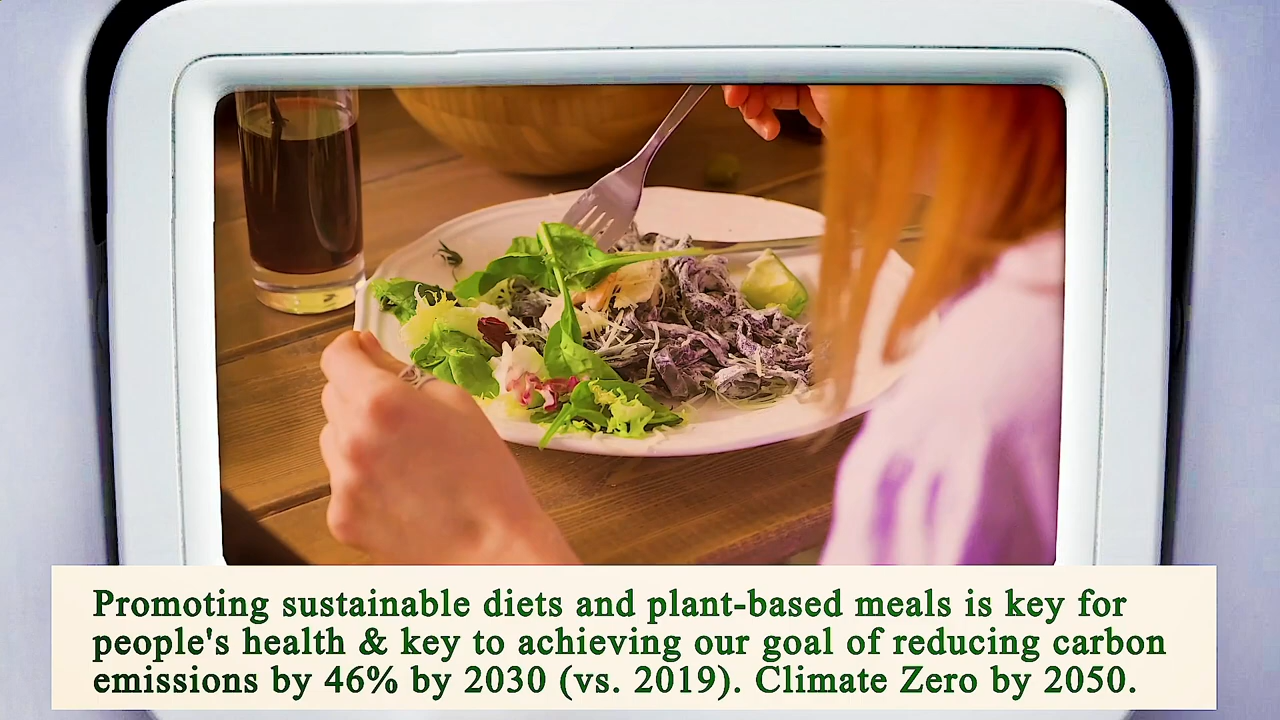 Promoting sustainable diets and plant-based meals is key for
people's health & key to achieving our goal of reducing carbon
emissions by 46% by 2030 (vs. 2019). Climate Zero by 2050.